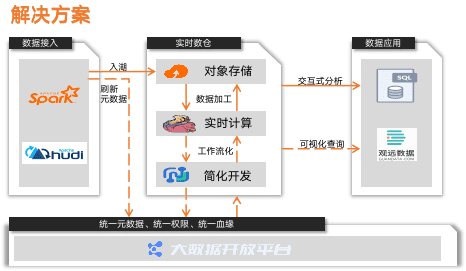 解决方案
数据接入
实时数仓
数据应用
入湖
刷新
元数据
APACHE
Spark
Apache
hudi
对象存储
数据加工
实时计算
工作流化
简化开发
交互式分析
SQL
可视化查询
观远数据
GUANDATA.COM
统一元数据、统一权限、统一血缘
大数据开放平台